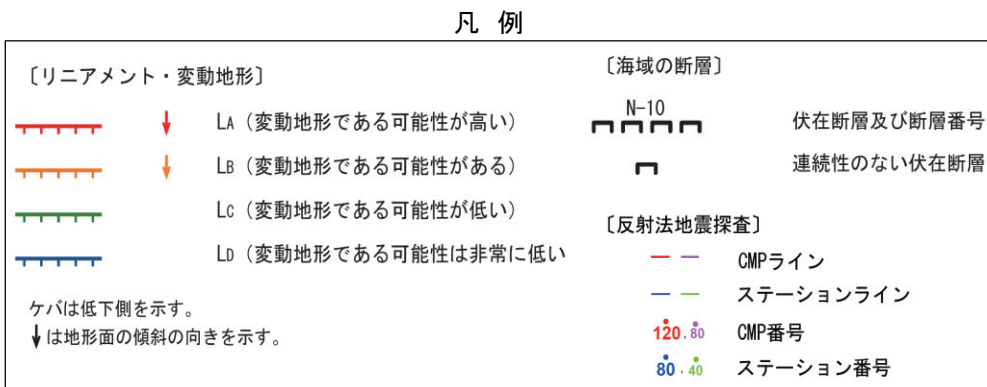 凡 例
〔リニアメント・変動地形〕
LA（変動地形である可能性が高い）
LB（変動地形である可能性がある）
LC（変動地形である可能性が低い）
LD（変動地形である可能性は非常に低い
ケバは低下側を示す。
↓は地形面の傾斜の向きを示す。
〔海域の断層〕
N-10
伏在断層及び断層番号
連続性のない伏在断層
〔反射法地震探査〕
CMPライン
ステーションライン
120 . 80 CMP番号
80 . 40 ステーション番号